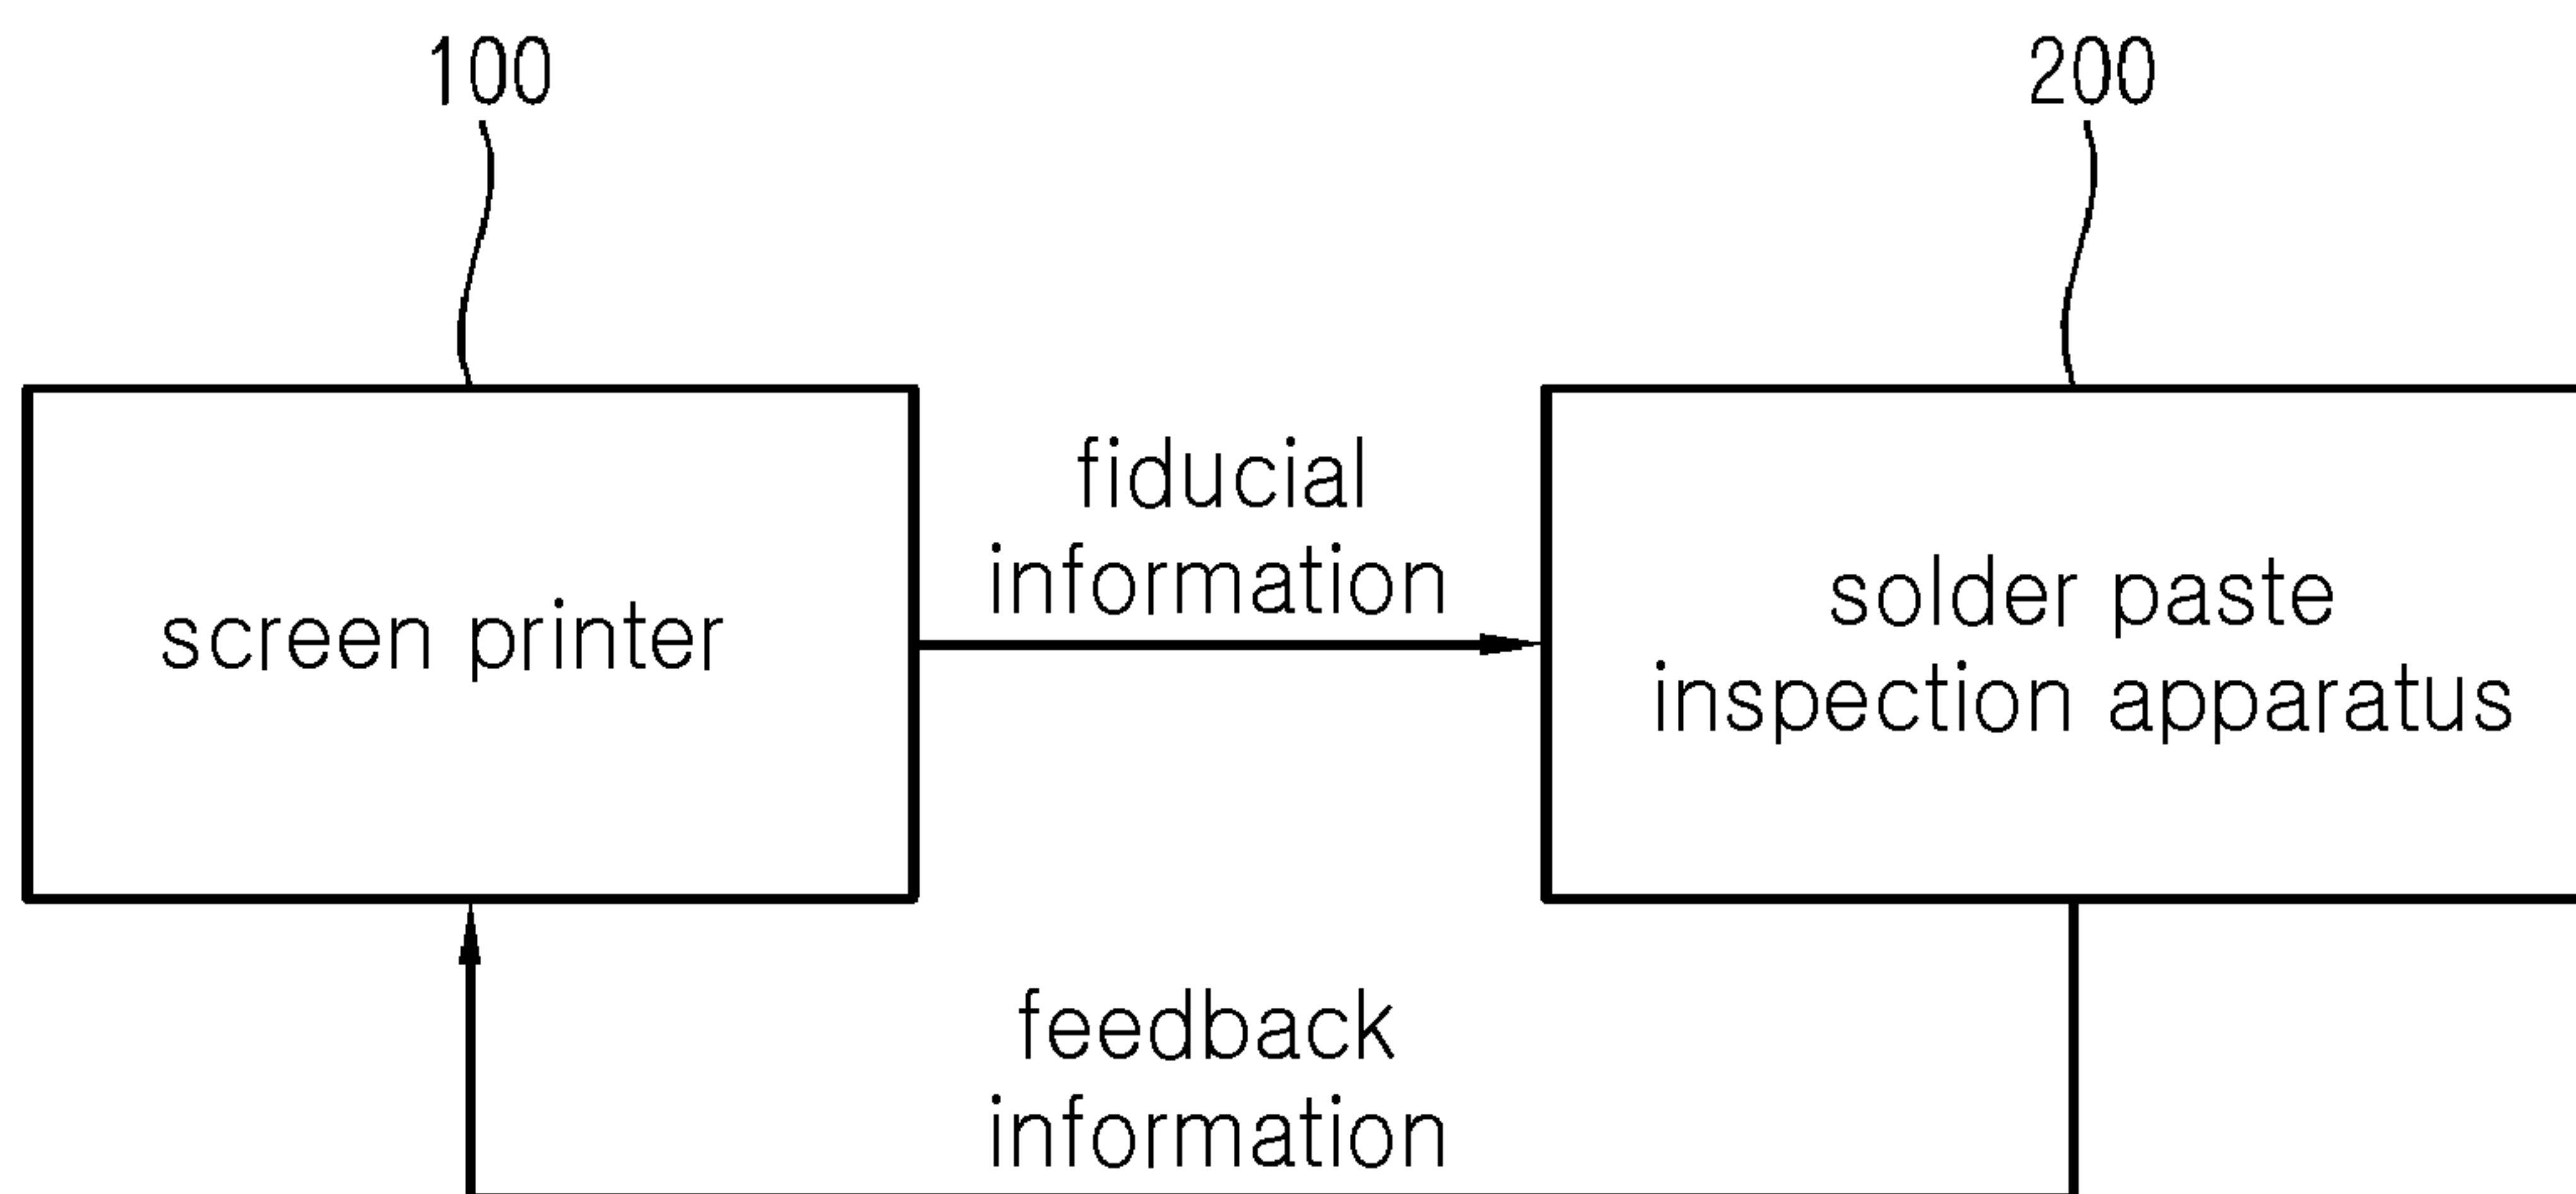 100
200
fiducial
information
screen printer
solder paste
inspection apparatus
feedback
information